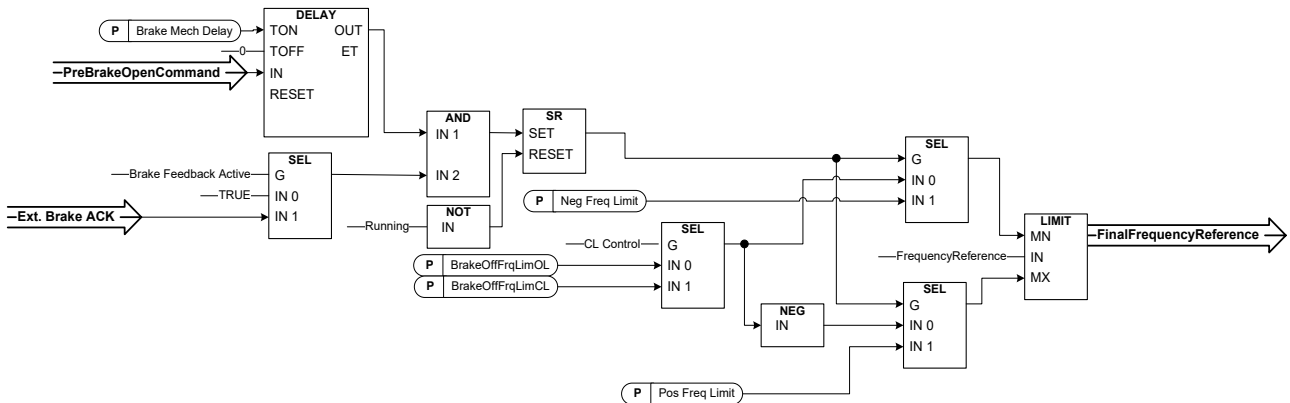 DELAY
P Brake Mech Delay
TON OUT
0 TOFF ET
PreBrakeOpenCommand
IN
RESET
AND
IN 1
IN 2
SR
SET
RESET
SEL
Brake Feedback Active
G
TRUE
IN 0
Ext. Brake ACK
IN 1
SEL
G
IN 0
IN 1
P Neg Freq Limit
Running
NOT
IN
SEL
CL Control
G
P BrakeOffFrqLimOL
IN 0
P BrakeOffFrqLimCL
IN 1
LIMIT
MN
FinalFrequencyReference
FrequencyReference
IN
MX
NEG
IN
SEL
G
IN 0
IN 1
P Pos Freq Limit